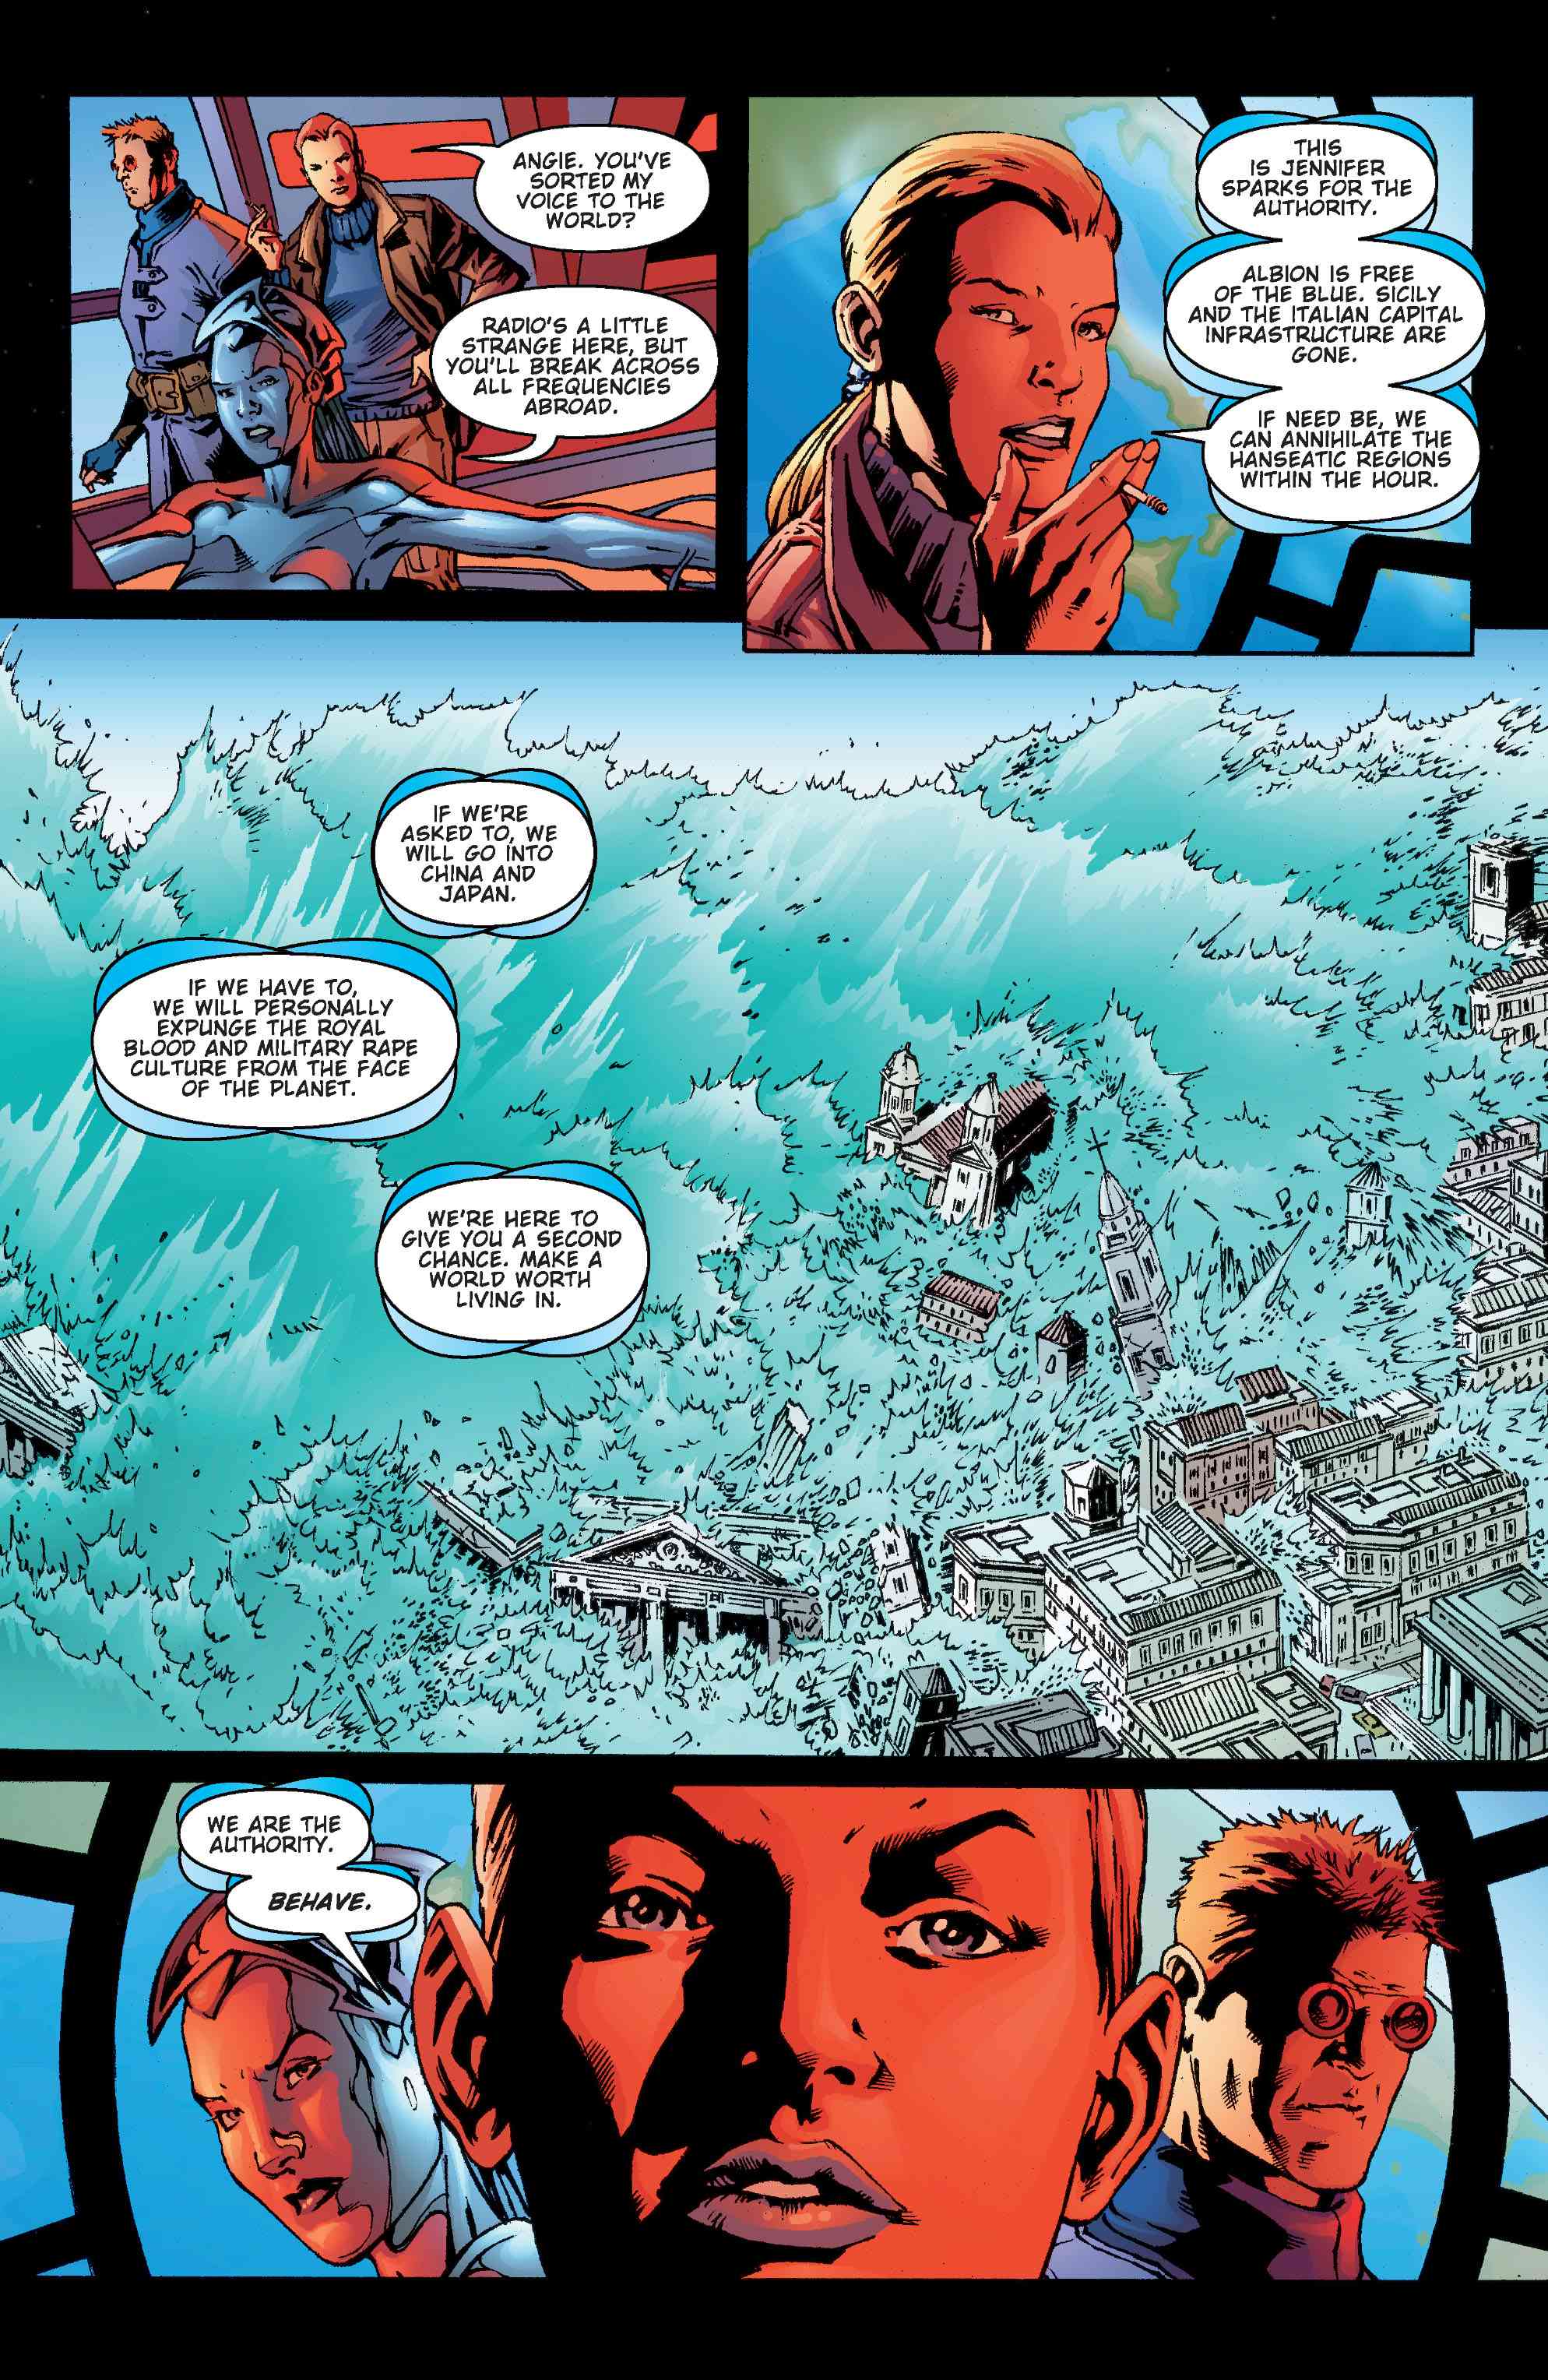 ANGIE. YOU'VE
SORTED MY
VOICE TO THE
WORLD?
RADIO'S A LITTLE
STRANGE HERE, BUT
YOU'LL BREAK ACROSS
ALL FREQUENCIES
ABROAD.
THIS
IS JENNIFER
SPARKS FOR THE
AUTHORITY.
ALBION IS FREE
OF THE BLUE. SICILY
AND THE ITALIAN CAPITAL
INFRASTRUCTURE ARE
GONE.
IF NEED BE, WE
CAN ANNIHILATE THE
HANSEATIC REGIONS
WITHIN THE HOUR.
IF WE'RE
ASKED TO, WE
WILL GO INTO
CHINA AND
JAPAN.
IF WE HAVE TO,
WE WILL PERSONALLY
EXPUNGE THE ROYAL
BLOOD AND MILITARY RAPE
CULTURE FROM THE FACE
OF THE PLANET.
WE'RE HERE TO
GIVE YOU A SECOND
CHANCE. MAKE A
WORLD WORTH
LIVING IN.
WE ARE THE
AUTHORITY.
BEHAVE.